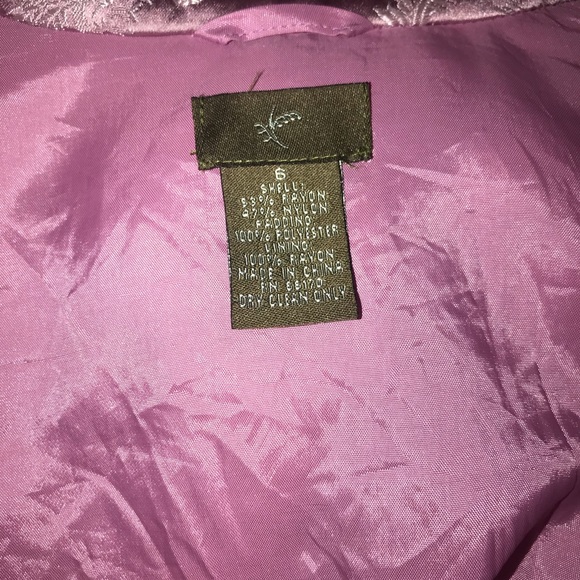 6
SHELL:
53% RAYON
47% NYLON
PADDING
100% POLYESTER
LINING
100% RAYON
MADE IN CHINA
RN 66170
DRY CLEAN ONLY